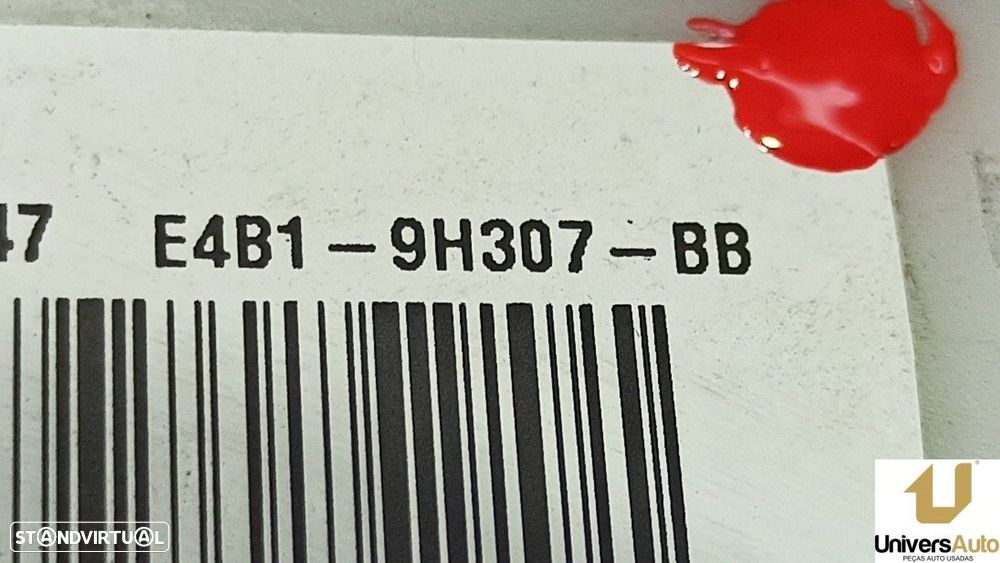 47 E4B1-9H307-BB
STANDVIRTUAL
UniversAuto
PEÇAS AUTO USADAS